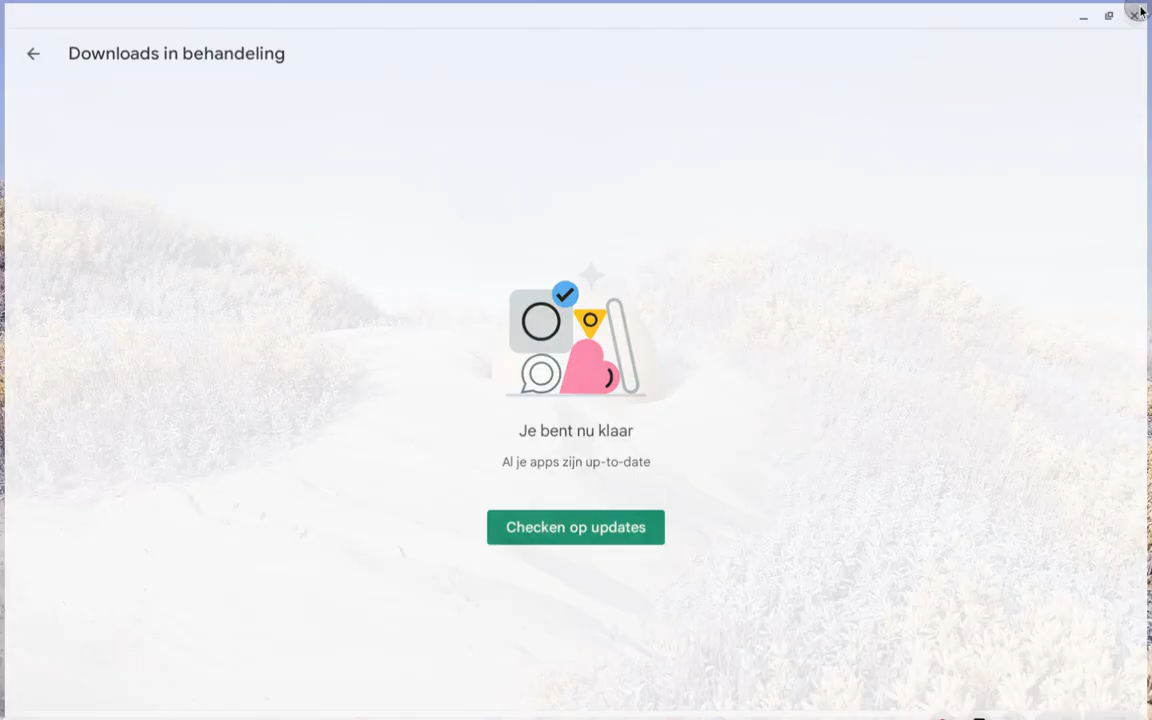 Downloads in behandeling
Je bent nu klaar
Al je apps zijn up-to-date
Checken op updates